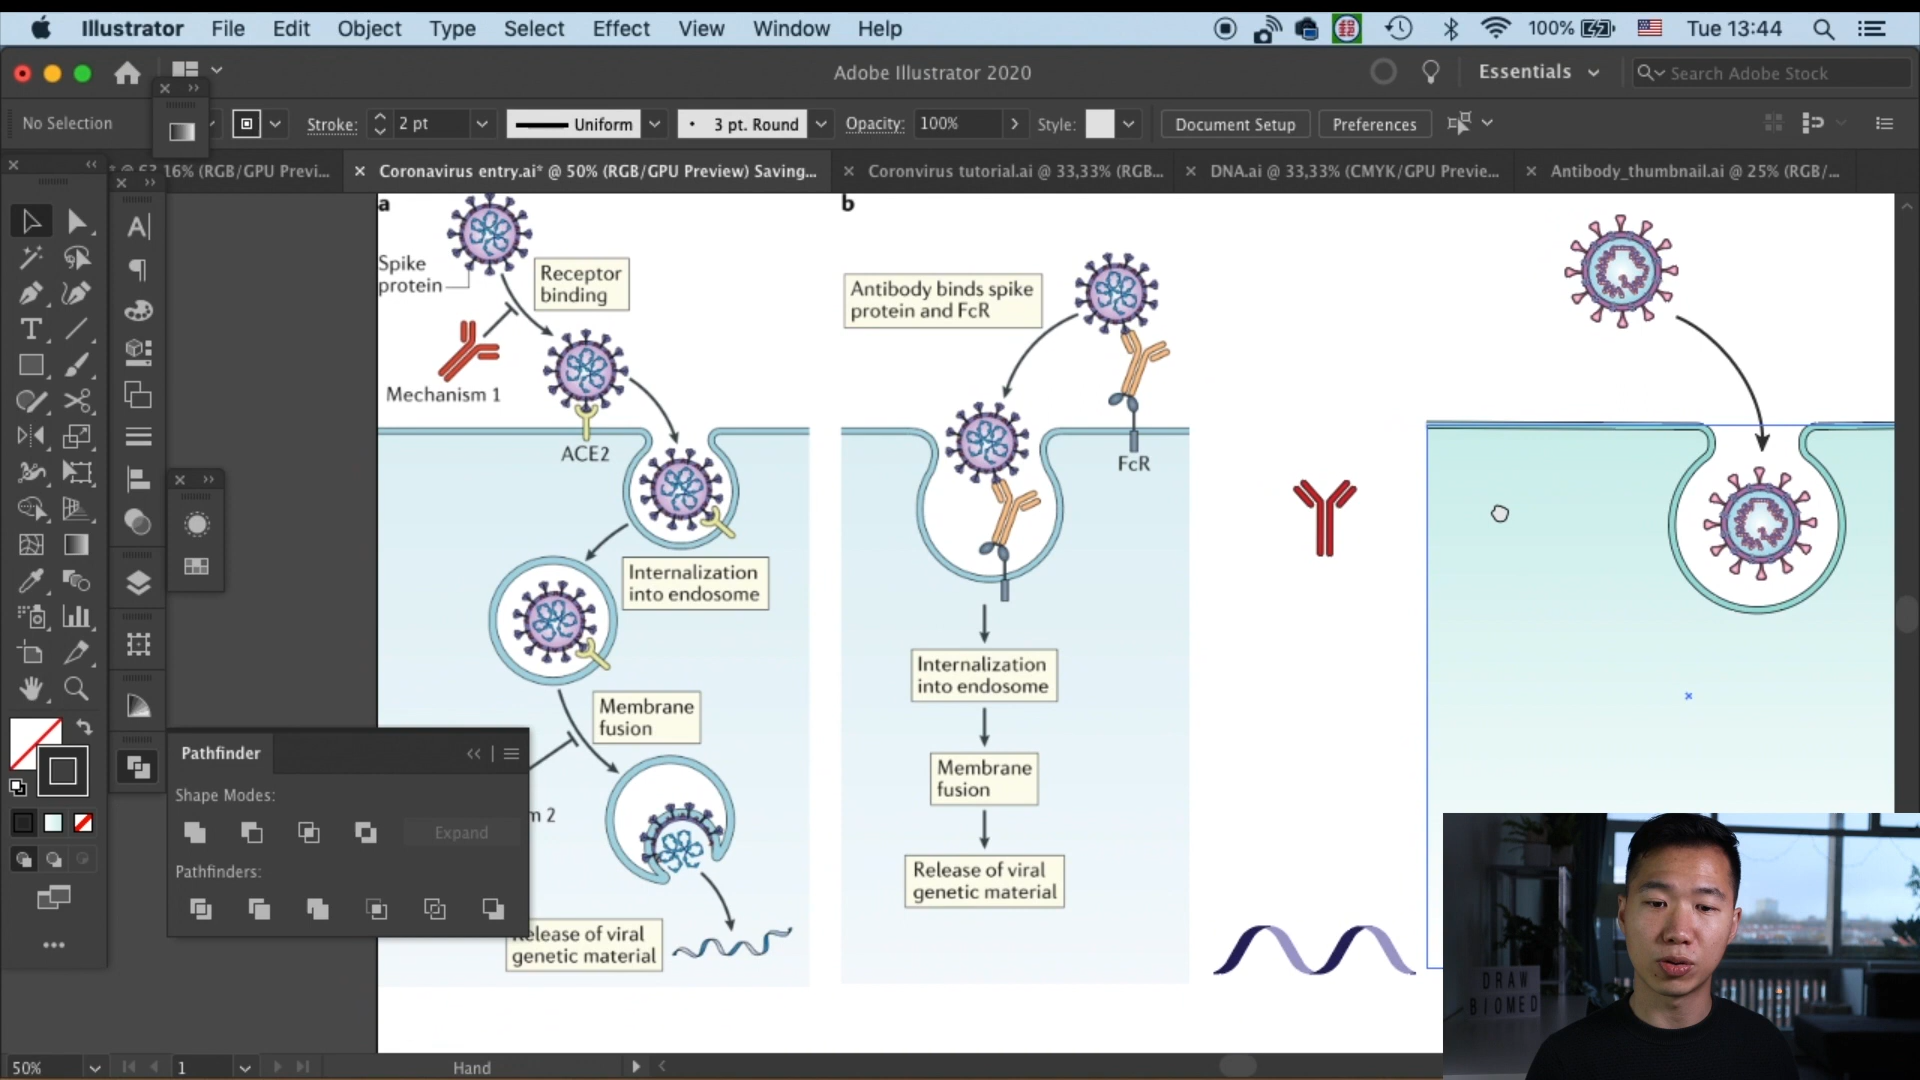 Illustrator File Edit Object Type Select Effect View Window Help
100% Tue 13:44
Adobe Illustrator 2020
Essentials
Search Adobe Stock
No Selection
Stroke: 2 pt Uniform 3 pt. Round Opacity: 100% Style: Document Setup Preferences
16% (RGB/GPU Previ...
Coronavirus entry.ai* @ 50% (RGB/GPU Preview) Saving...
Coronvirus tutorial.ai @ 33,33% (RGB...
DNA.ai @ 33,33% (CMYK/GPU Previe...
Antibody_thumbnail.ai @ 25% (RGB/...
a
Spike
protein
Receptor
binding
Mechanism 1
ACE2
Internalization
into endosome
Membrane
fusion
m 2
Release of viral
genetic material
b
Antibody binds spike
protein and FcR
FcR
Internalization
into endosome
Membrane
fusion
Release of viral
genetic material
Pathfinder
Shape Modes:
Expand
Pathfinders:
DRAW
BIOMED
50% 1 Hand